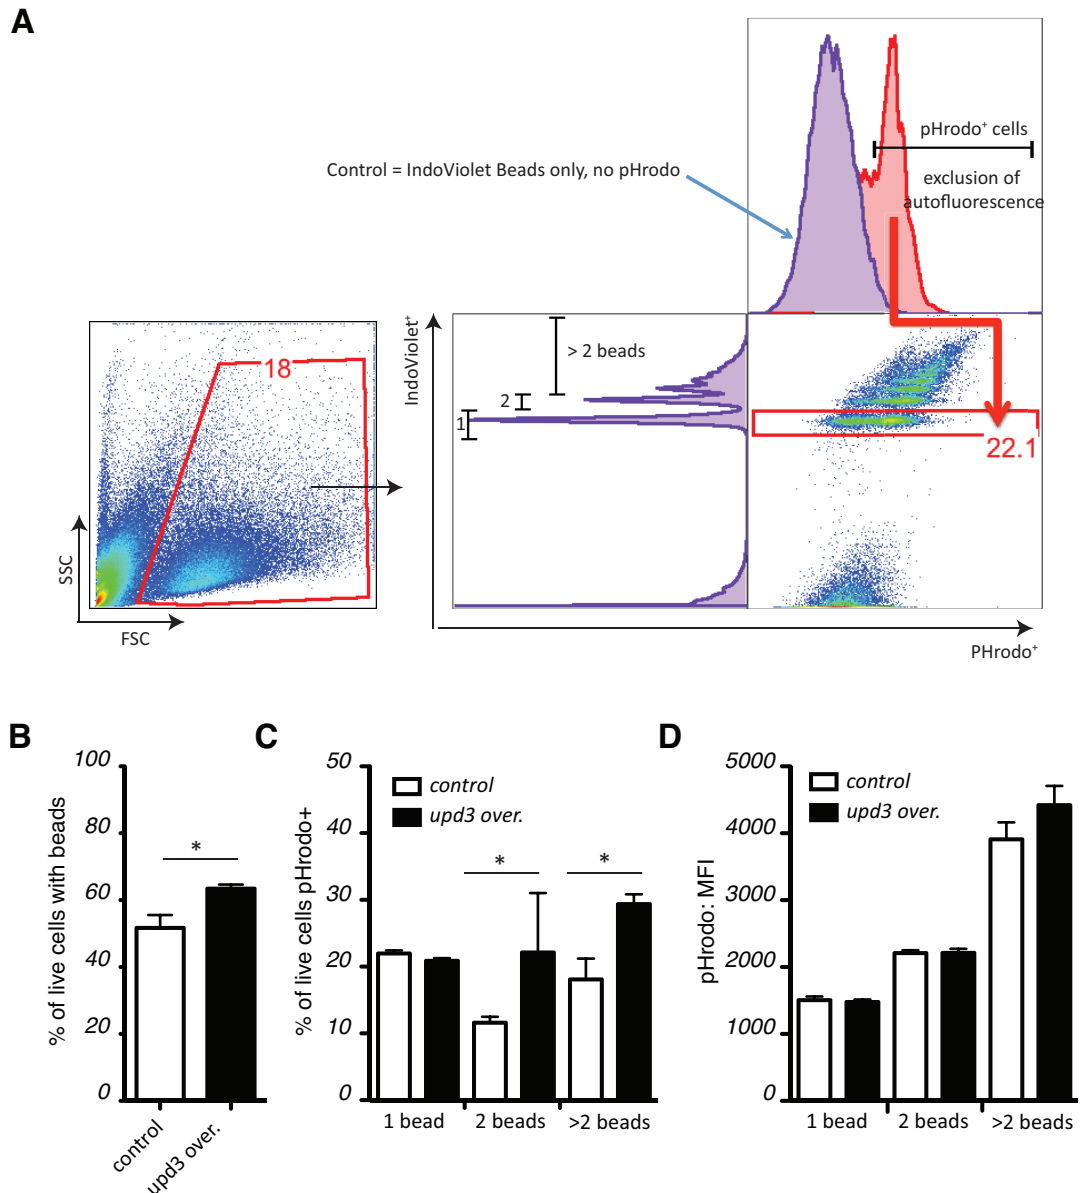 A
pHrodo⁺ cells
Control = IndoViolet Beads only, no pHrodo
exclusion of
autofluorescence
18
IndoViolet⁺
> 2 beads
2
1
22.1
SSC
FSC
PHrodo⁺
B
% of live cells with beads
100
80
60
40
20
0
*
control
upd3 over.
C
% of live cells pHrodo+
50
40
30
20
10
0
control
upd3 over.
*
*
1 bead
2 beads
>2 beads
D
pHrodo: MFI
5000
4000
3000
2000
1000
0
control
upd3 over.
1 bead
2 beads
>2 beads